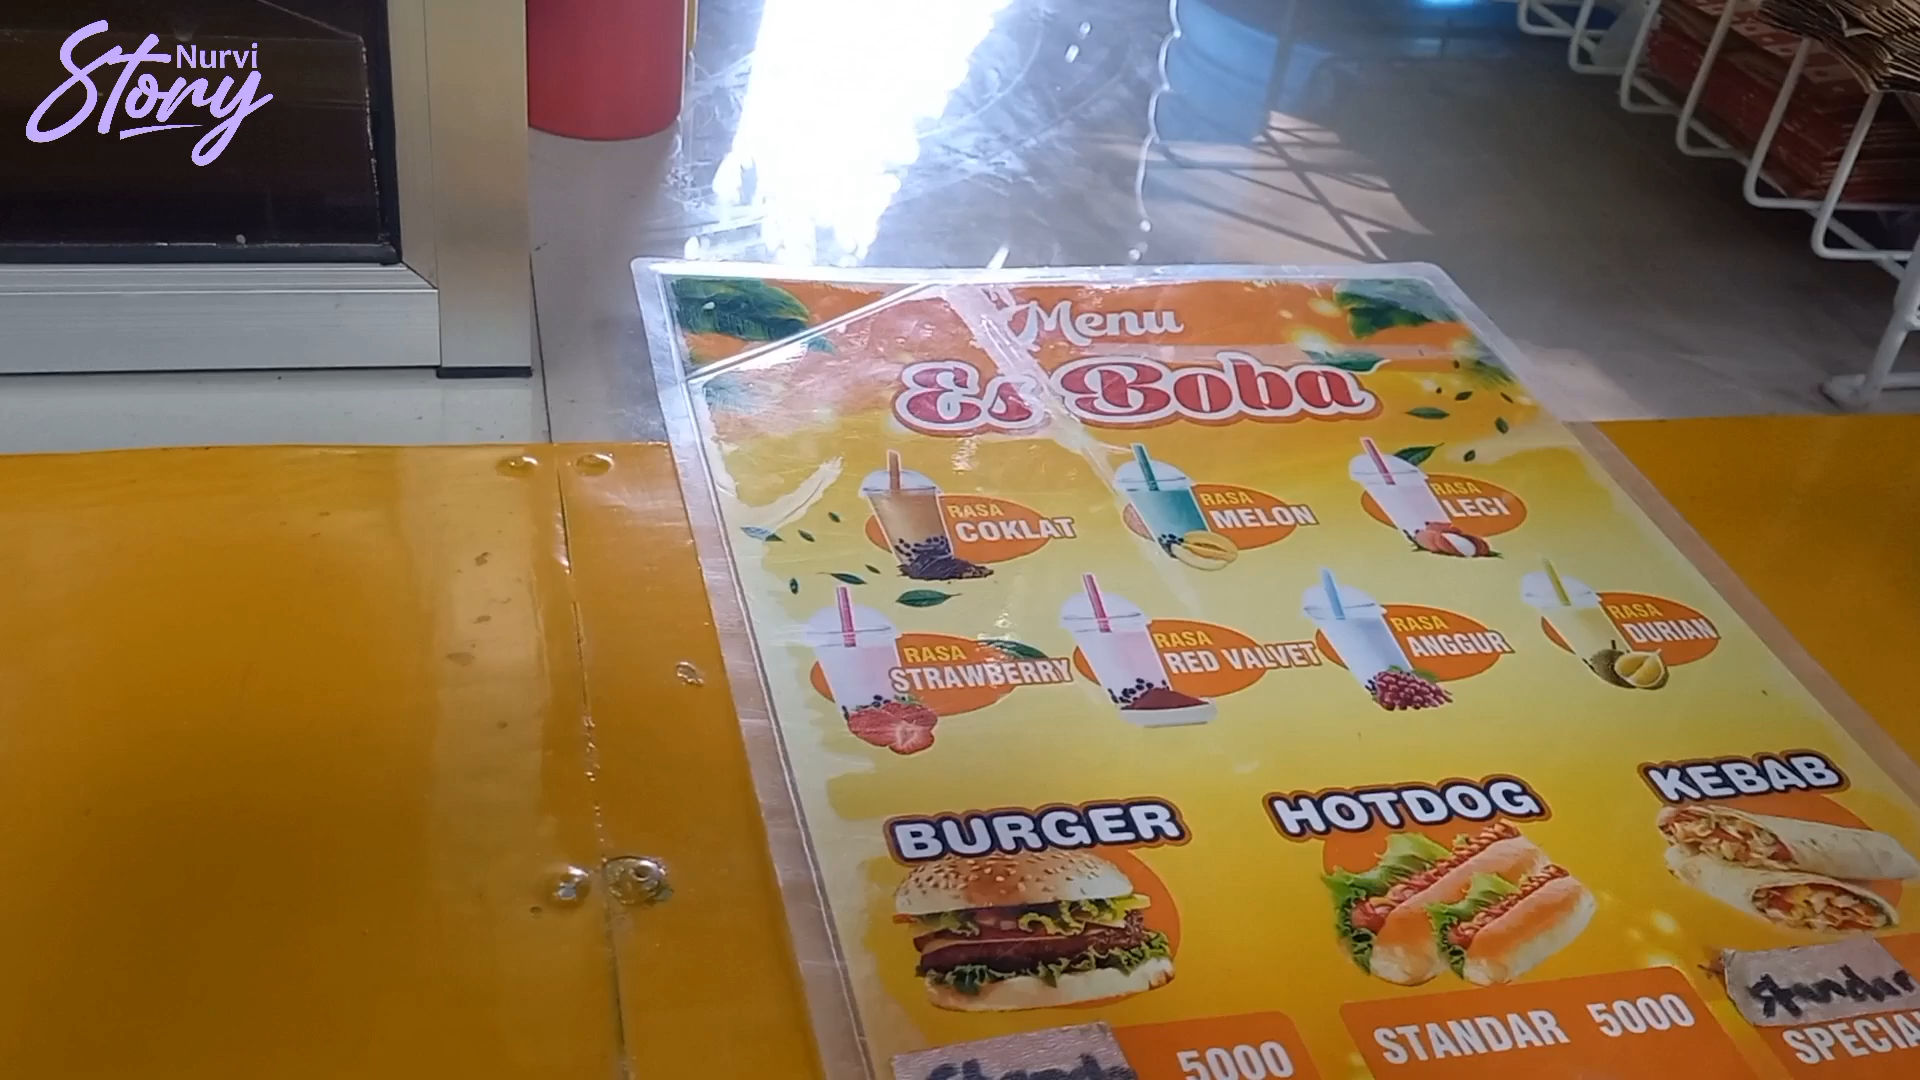 Nurvi
Story
Menu
Es Boba
RASA
COKLAT
RASA
MELON
RASA
LECI
RASA
STRAWBERRY
RASA
RED VALVET
RASA
ANGGUR
RASA
DURIAN
BURGER
HOTDOG
KEBAB
5000
STANDAR 5000
Standar